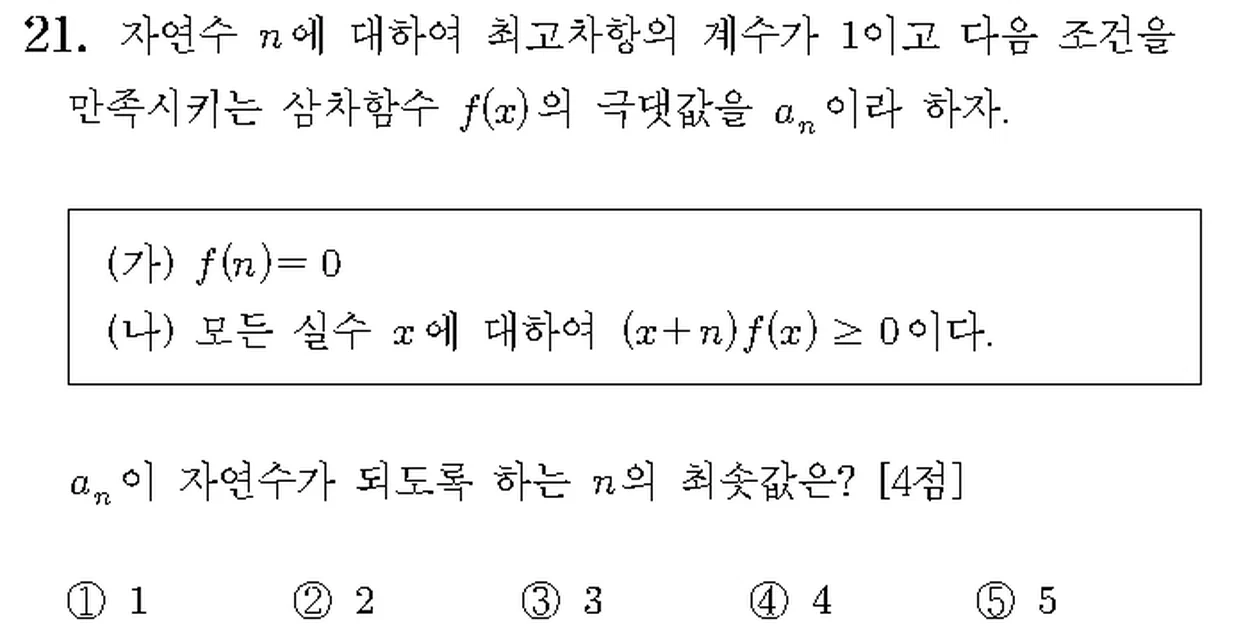 21. 자연수 n에 대하여 최고차항의 계수가 1이고 다음 조건을
만족시키는 삼차함수 f(x)의 극댓값을 aₙ이라 하자.
(가) f(n)= 0
(나) 모든 실수 x에 대하여 (x+n)f(x) ≥ 0이다.
aₙ이 자연수가 되도록 하는 n의 최솟값은? [4점]
① 1 ② 2 ③ 3 ④ 4 ⑤ 5